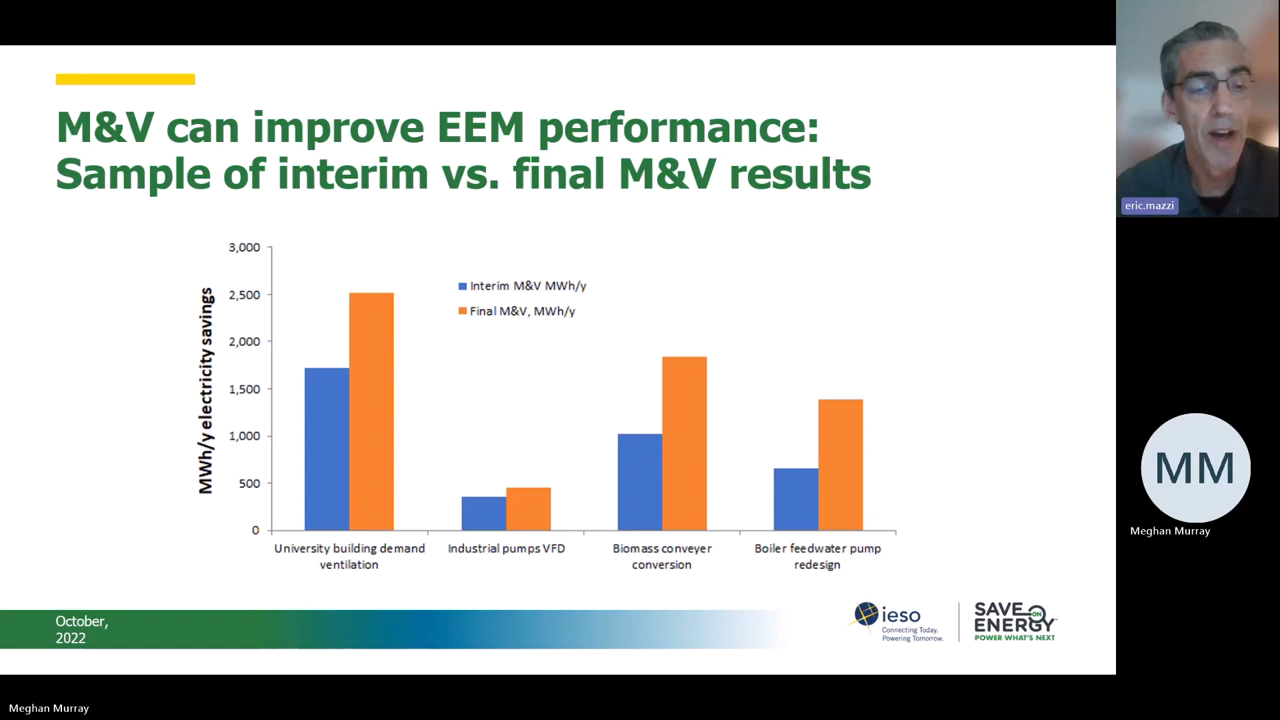 M&V can improve EEM performance:
Sample of interim vs. final M&V results
MWh/y electricity savings
3,000
2,500
2,000
1,500
1,000
500
0
Interim M&V MWh/y
Final M&V, MWh/y
University building demand
ventilation
Industrial pumps VFD
Biomass conveyer
conversion
Boiler feedwater pump
redesign
October,
2022
ieso
Connecting Today.
Powering Tomorrow.
SAVE ON
ENERGY
POWER WHAT'S NEXT
eric.mazzi
MM
Meghan Murray
Meghan Murray